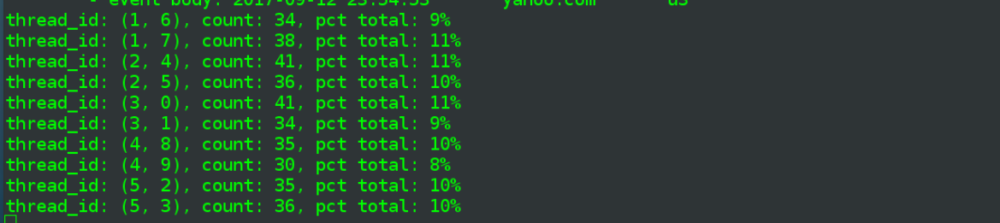 - event body: 2017-09-12 23:54:53 yahoo.com
thread_id: (1, 6), count: 34, pct total: 9%
thread_id: (1, 7), count: 38, pct total: 11%
thread_id: (2, 4), count: 41, pct total: 11%
thread_id: (2, 5), count: 36, pct total: 10%
thread_id: (3, 0), count: 41, pct total: 11%
thread_id: (3, 1), count: 34, pct total: 9%
thread_id: (4, 8), count: 35, pct total: 10%
thread_id: (4, 9), count: 30, pct total: 8%
thread_id: (5, 2), count: 35, pct total: 10%
thread_id: (5, 3), count: 36, pct total: 10%